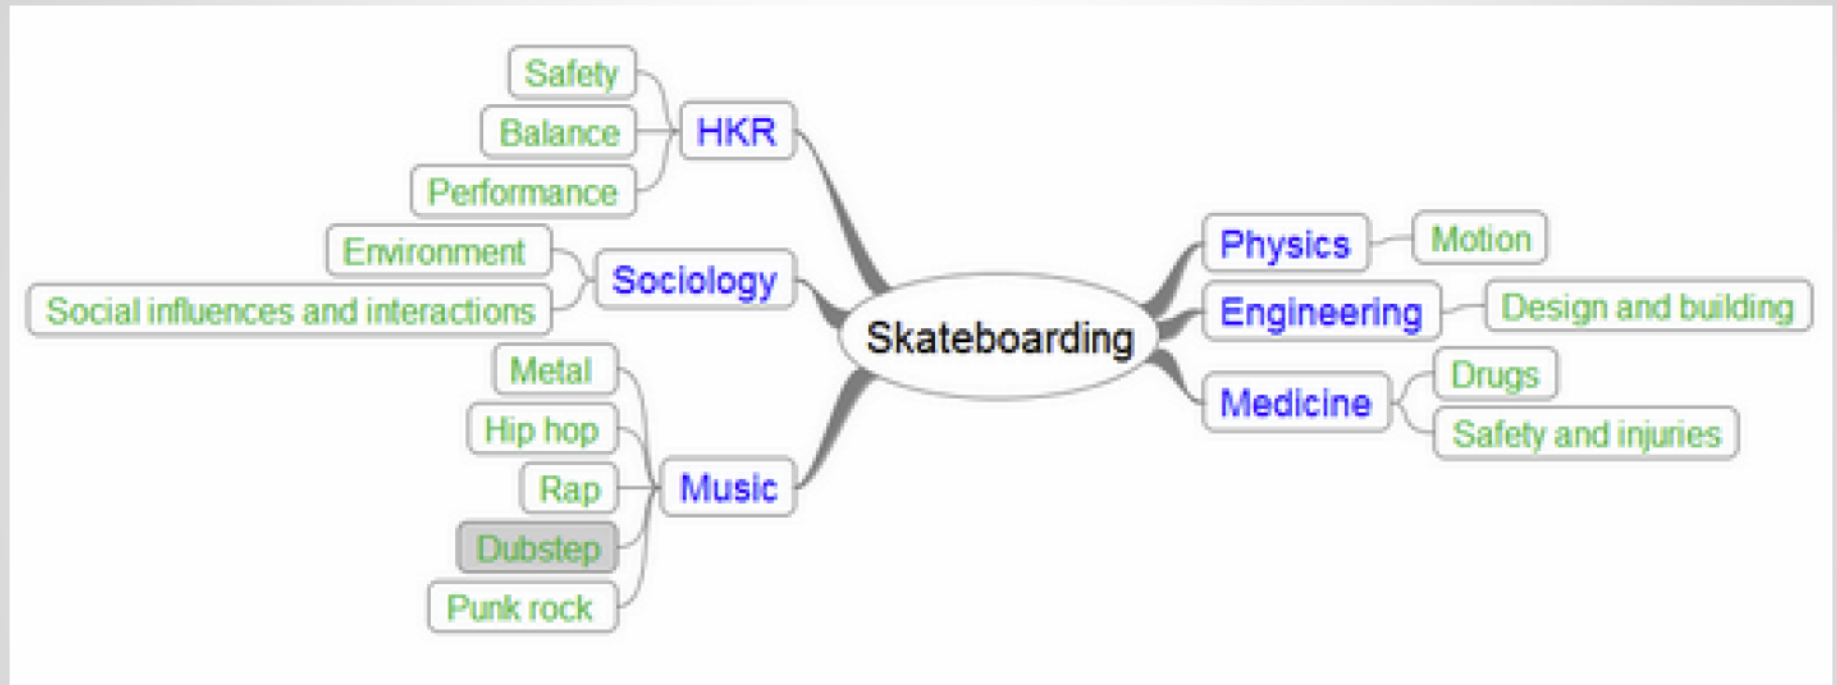 Safety
Balance
Performance
HKR
Environment
Social influences and interactions
Sociology
Metal
Hip hop
Rap
Dubstep
Punk rock
Music
Skateboarding
Physics
Motion
Engineering
Design and building
Medicine
Drugs
Safety and injuries